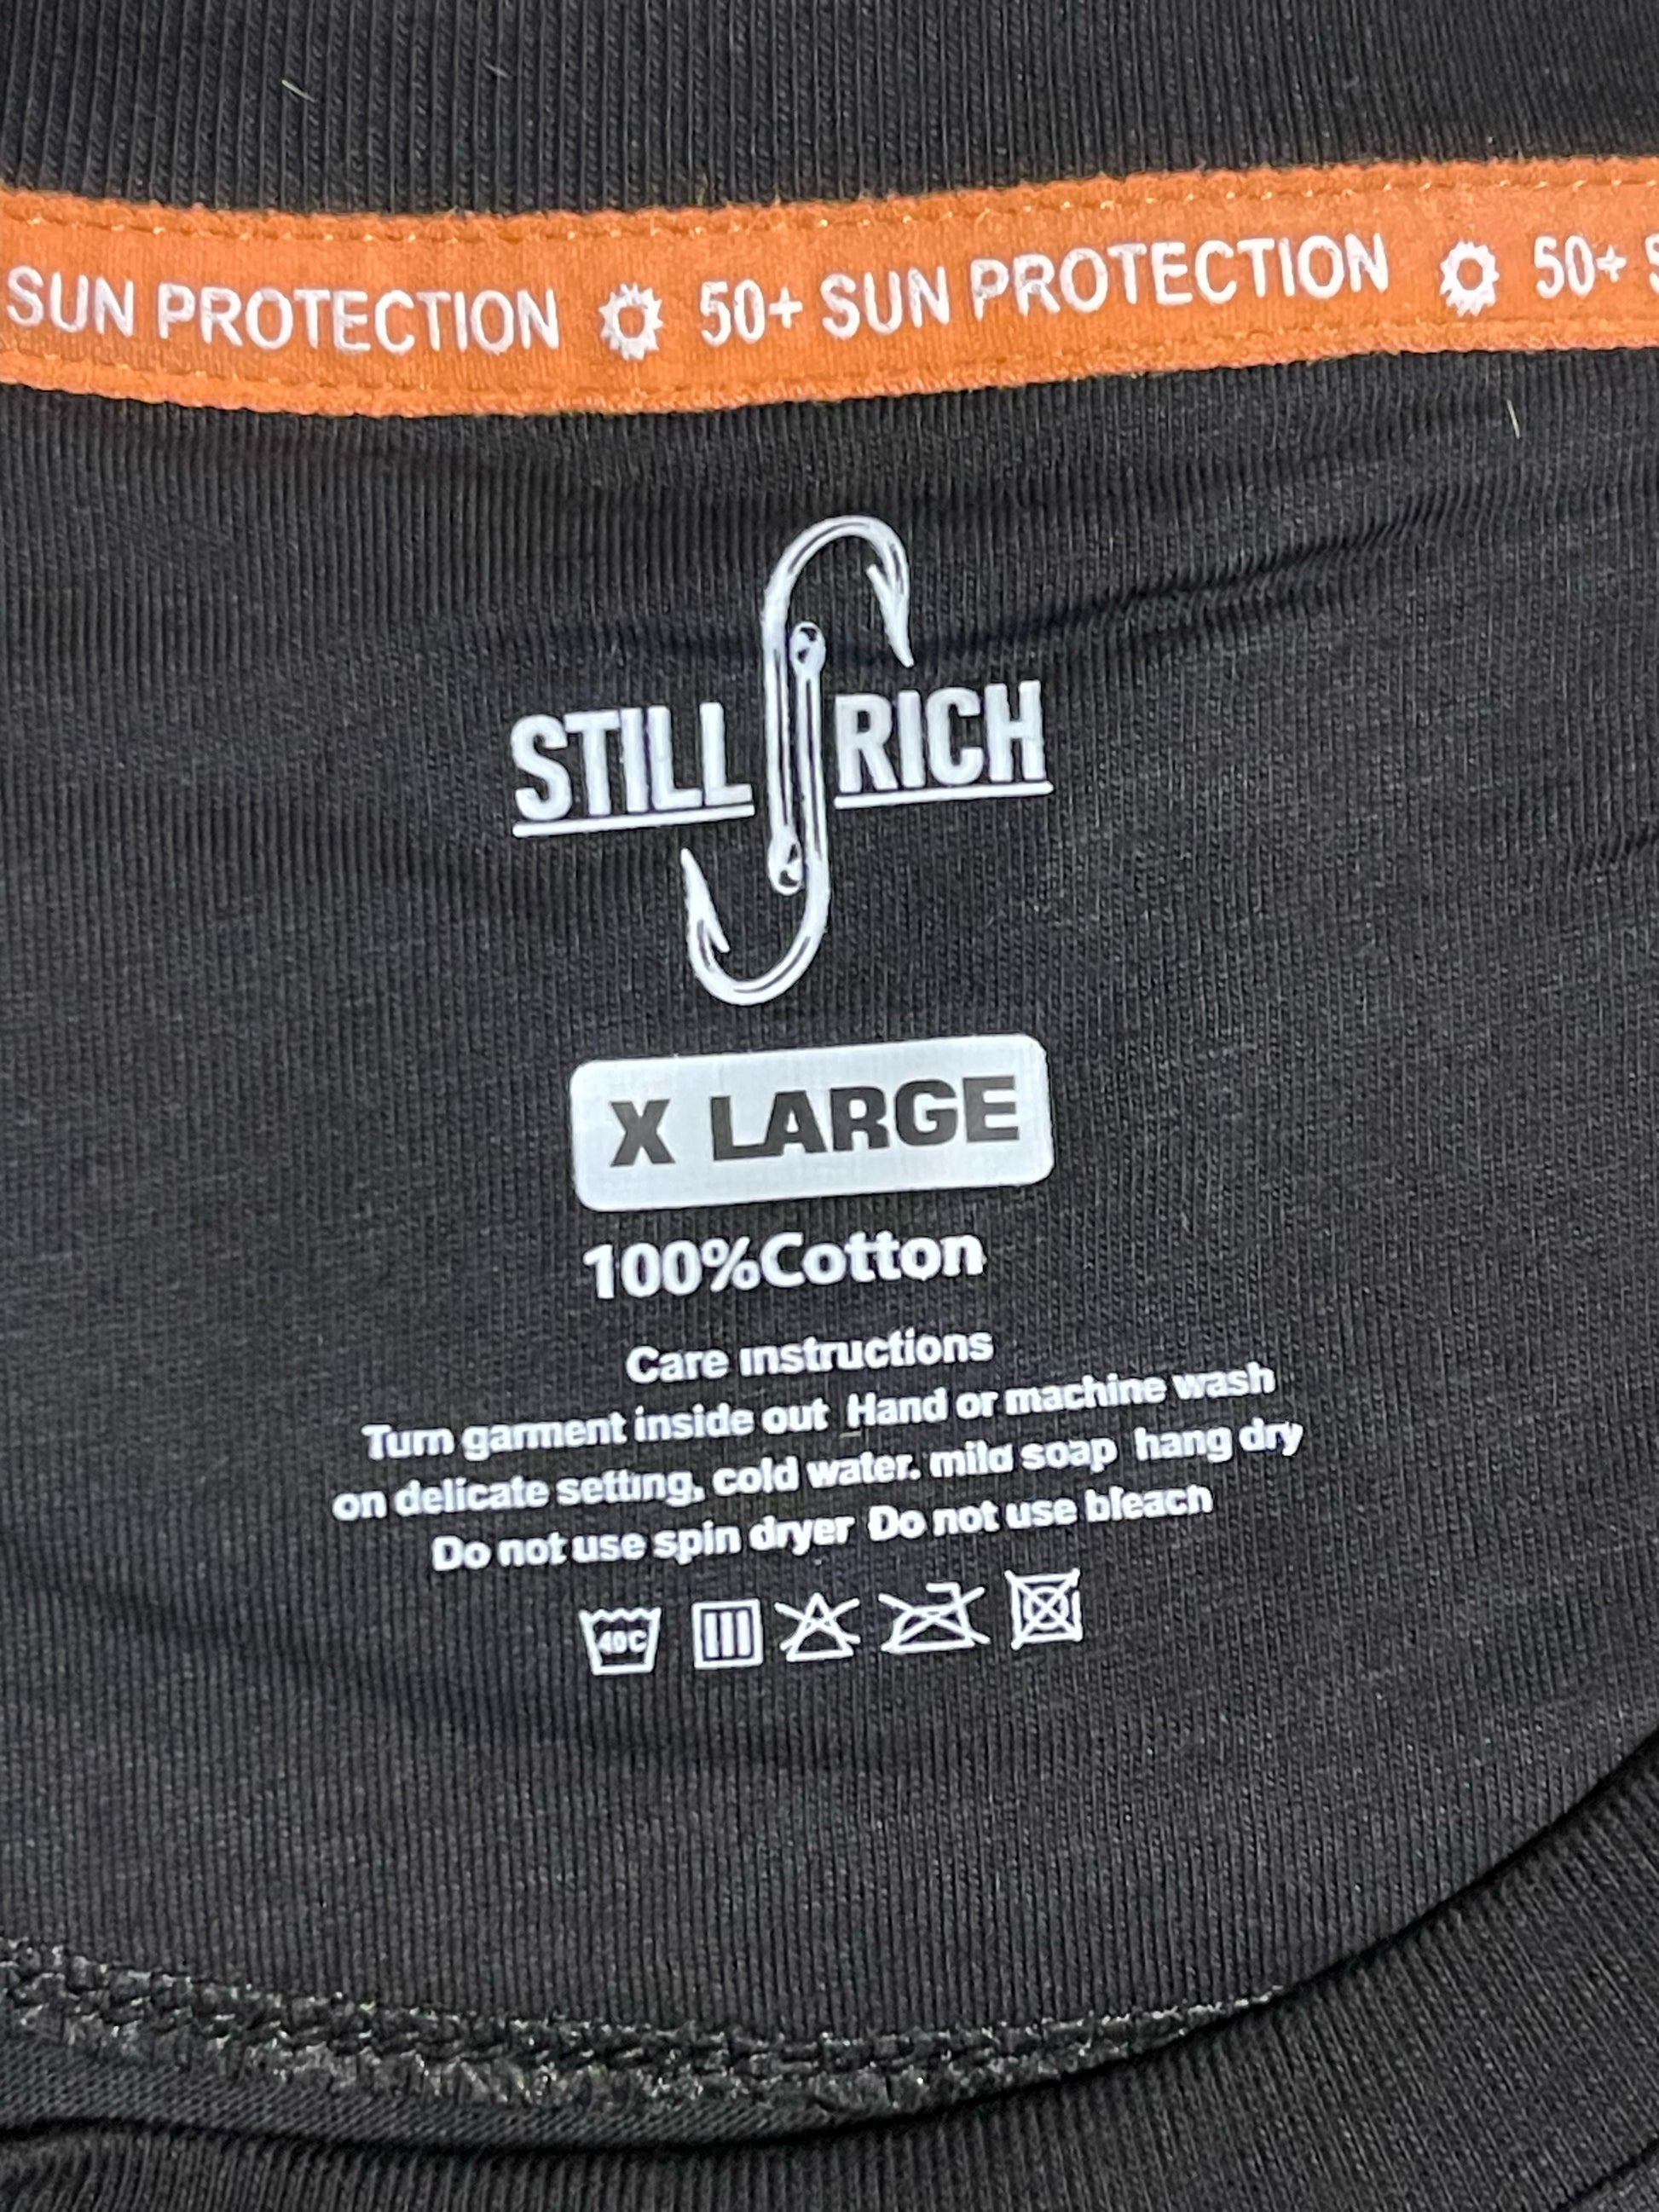 SUN PROTECTION 50+ SUN PROTECTION 50+ S
STILL RICH
X LARGE
100%Cotton
Care instructions
Turn garment inside out Hand or machine wash
on delicate setting, cold water. mild soap hang dry
Do not use spin dryer Do not use bleach
40C